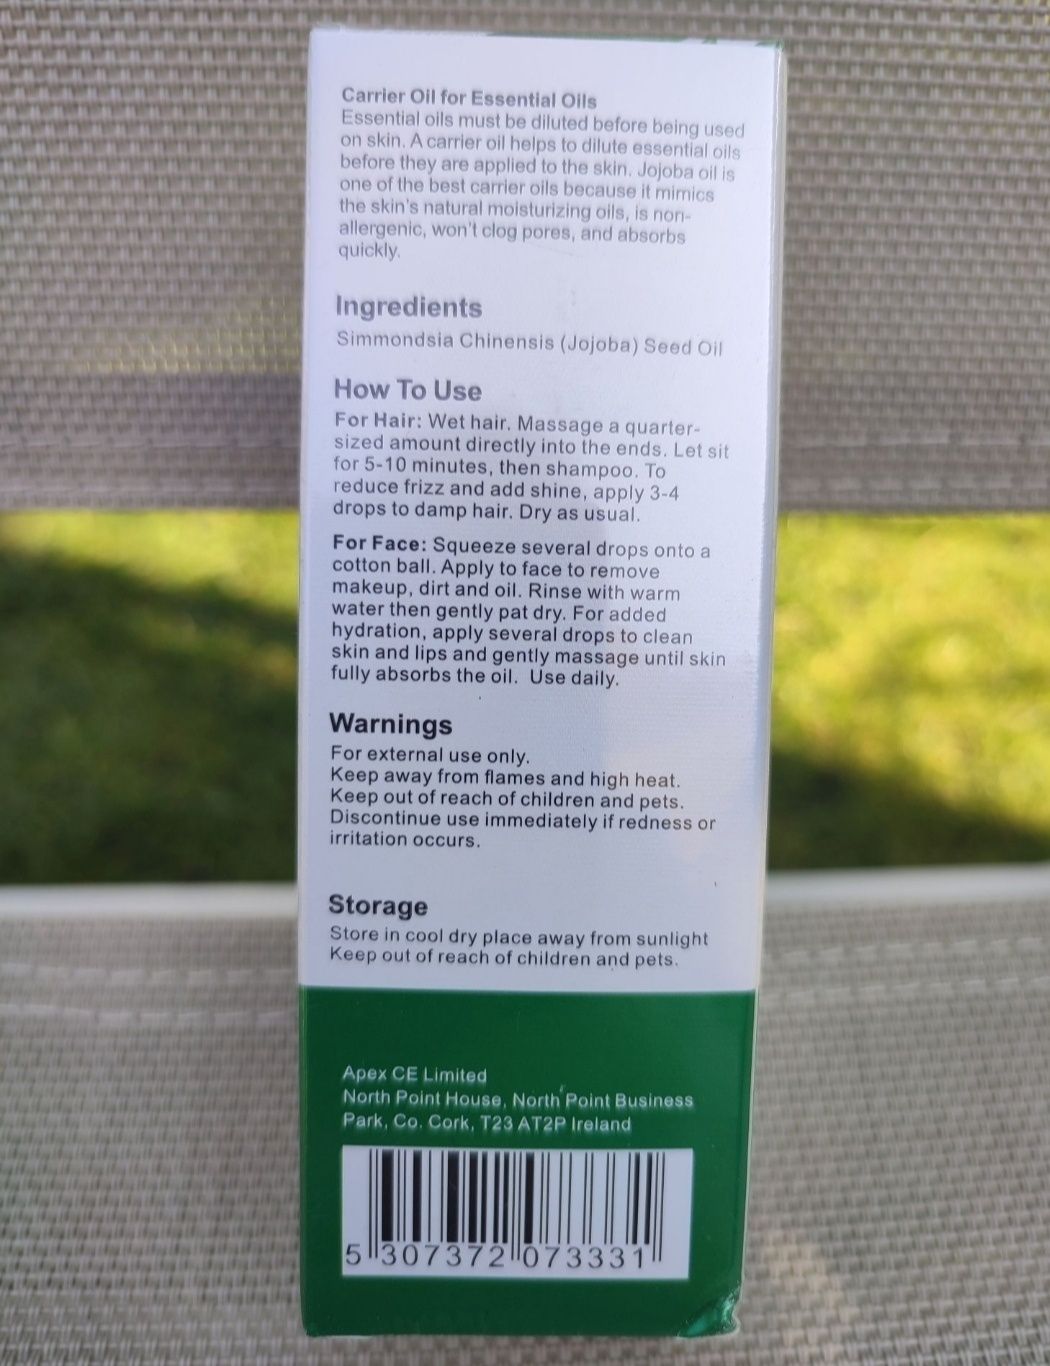 Carrier Oil for Essential Oils
Essential oils must be diluted before being used
on skin. A carrier oil helps to dilute essential oils
before they are applied to the skin. Jojoba oil is
one of the best carrier oils because it mimics
the skin's natural moisturizing oils, is non-
allergenic, won't clog pores, and absorbs
quickly.
Ingredients
Simmondsia Chinensis (Jojoba) Seed Oil
How To Use
For Hair: Wet hair. Massage a quarter-
sized amount directly into the ends. Let sit
for 5-10 minutes, then shampoo. To
reduce frizz and add shine, apply 3-4
drops to damp hair. Dry as usual.
For Face: Squeeze several drops onto a
cotton ball. Apply to face to remove
makeup, dirt and oil. Rinse with warm
water then gently pat dry. For added
hydration, apply several drops to clean
skin and lips and gently massage until skin
fully absorbs the oil. Use daily.
Warnings
For external use only.
Keep away from flames and high heat.
Keep out of reach of children and pets.
Discontinue use immediately if redness or
irritation occurs.
Storage
Store in cool dry place away from sunlight
Keep out of reach of children and pets.
Apex CE Limited
North Point House, North Point Business
Park, Co. Cork, T23 AT2P Ireland
5 307372 073331